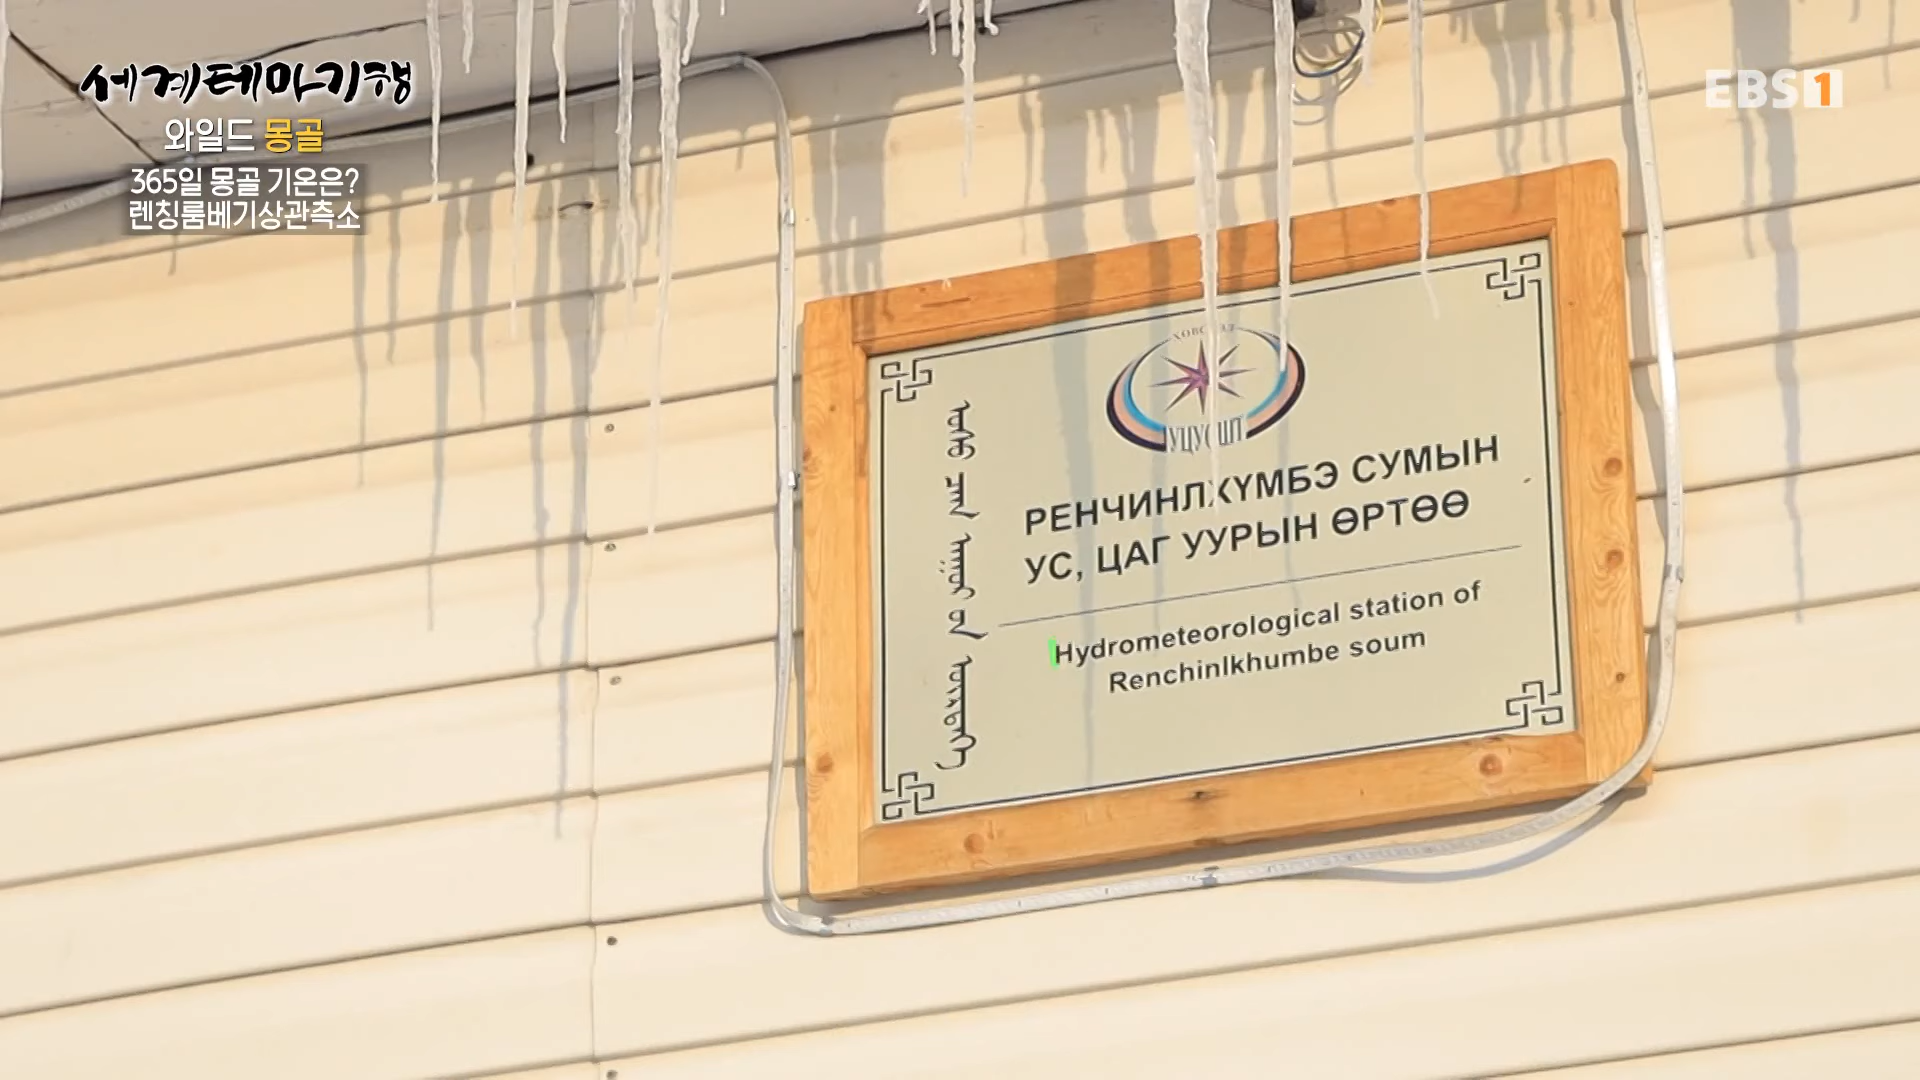 세계테마기행
와일드 몽골
365일 몽골 기온은?
렌칭룸베기상관측소
EBS1
РЕНЧИНЛХҮМБЭ СУМЫН
УС, ЦАГ УУРЫН ӨРТӨӨ
Hydrometeorological station of
Renchinlkhumbe soum